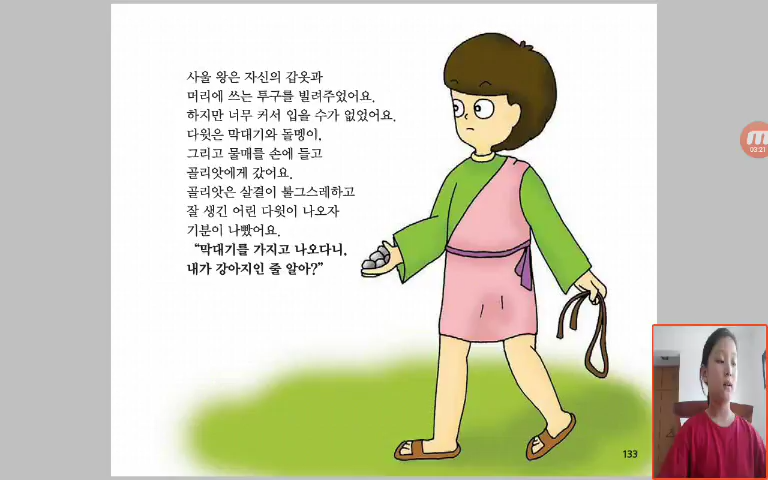 사울 왕은 자신의 갑옷과
머리에 쓰는 투구를 빌려주었어요.
하지만 너무 커서 입을 수가 없었어요.
다윗은 막대기와 돌멩이,
그리고 물매를 손에 들고
골리앗에게 갔어요.
골리앗은 살결이 불그스레하고
잘 생긴 어린 다윗이 나오자
기분이 나빴어요.
“막대기를 가지고 나오다니,
내가 강아지인 줄 알아?”
133
03:21